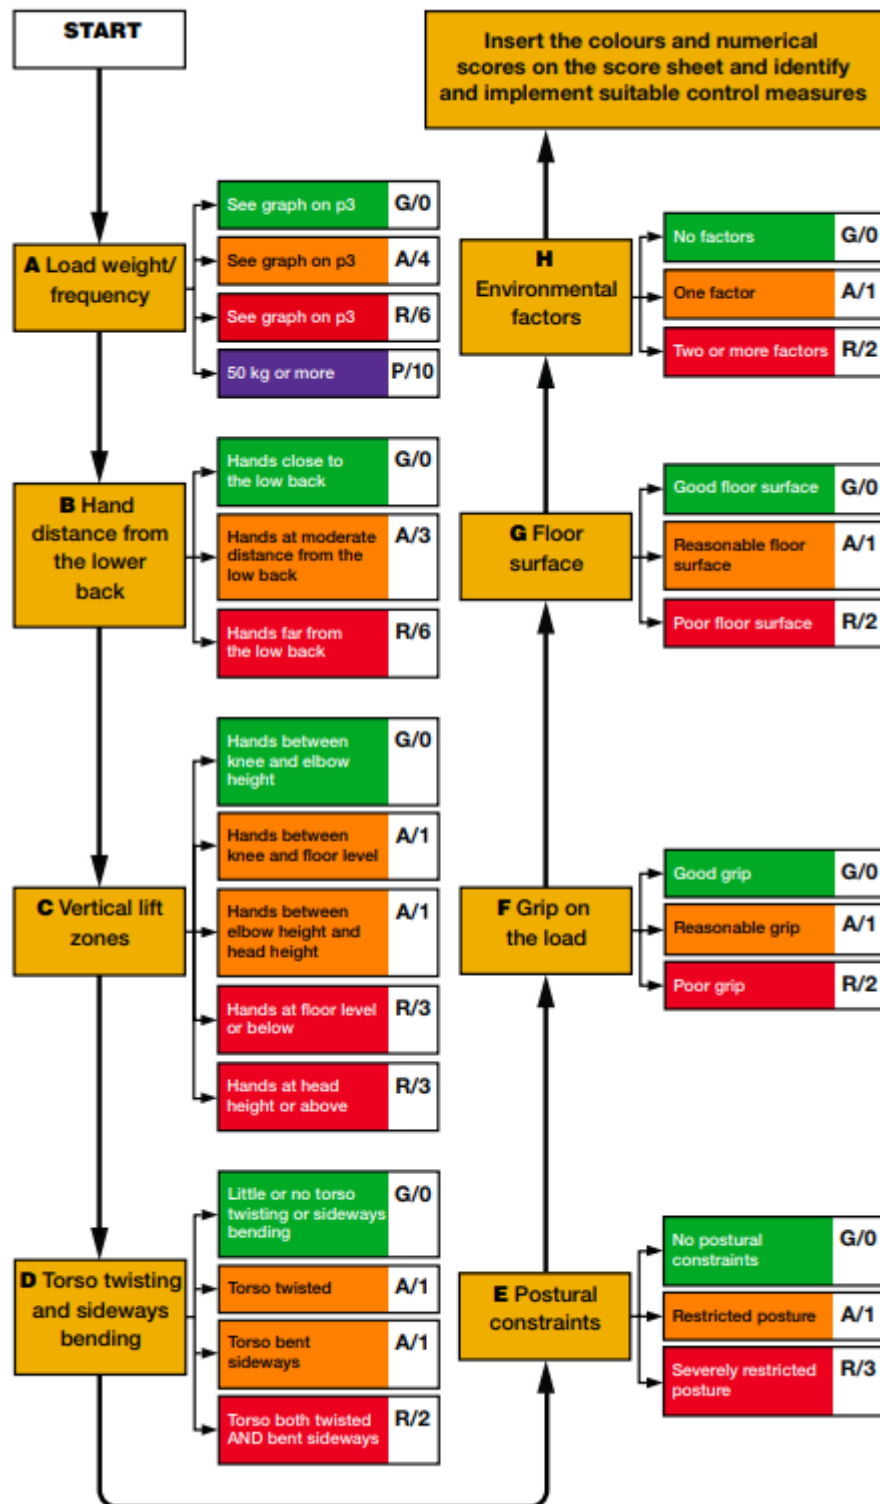 START
A Load weight/
frequency
See graph on p3 G/0
See graph on p3 A/4
See graph on p3 R/6
50 kg or more P/10
B Hand
distance from
the lower
back
Hands close to
the low back
G/0
Hands at moderate
distance from the
low back
A/3
Hands far from
the low back
R/6
C Vertical lift
zones
Hands between
knee and elbow
height
G/0
Hands between
knee and floor level
A/1
Hands between
elbow height and
head height
A/1
Hands at floor level
or below
R/3
Hands at head
height or above
R/3
D Torso twisting
and sideways
bending
Little or no torso
twisting or sideways
bending
G/0
Torso twisted A/1
Torso bent
sideways
A/1
Torso both twisted
AND bent sideways
R/2
E Postural
constraints
No postural
constraints
G/0
Restricted posture A/1
Severely restricted
posture
R/3
F Grip on
the load
Good grip G/0
Reasonable grip A/1
Poor grip R/2
G Floor
surface
Good floor surface G/0
Reasonable floor
surface
A/1
Poor floor surface R/2
H
Environmental
factors
No factors G/0
One factor A/1
Two or more factors R/2
Insert the colours and numerical
scores on the score sheet and identify
and implement suitable control measures